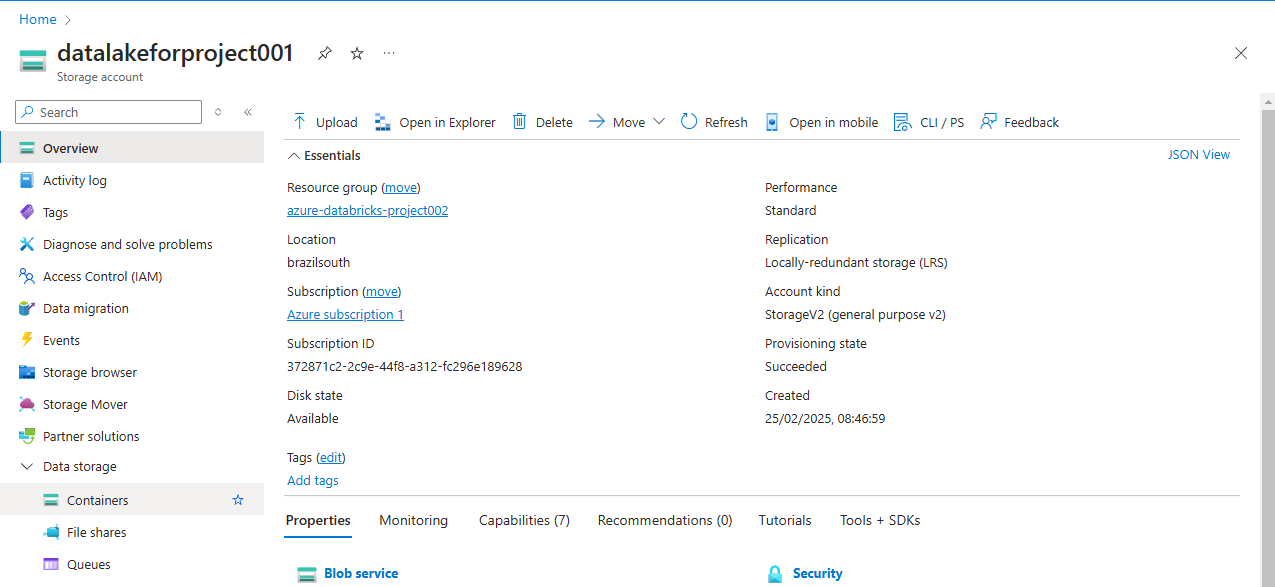 Home
datalakeforproject001
Storage account
Search
Overview
Activity log
Tags
Diagnose and solve problems
Access Control (IAM)
Data migration
Events
Storage browser
Storage Mover
Partner solutions
Data storage
Containers
File shares
Queues
Upload Open in Explorer Delete Move Refresh Open in mobile CLI / PS Feedback
Essentials
JSON View
Resource group (move)
azure-databricks-project002
Location
brazilsouth
Subscription (move)
Azure subscription 1
Subscription ID
372871c2-2c9e-44f8-a312-fc296e189628
Disk state
Available
Performance
Standard
Replication
Locally-redundant storage (LRS)
Account kind
StorageV2 (general purpose v2)
Provisioning state
Succeeded
Created
25/02/2025, 08:46:59
Tags (edit)
Add tags
Properties Monitoring Capabilities (7) Recommendations (0) Tutorials Tools + SDKs
Blob service
Security